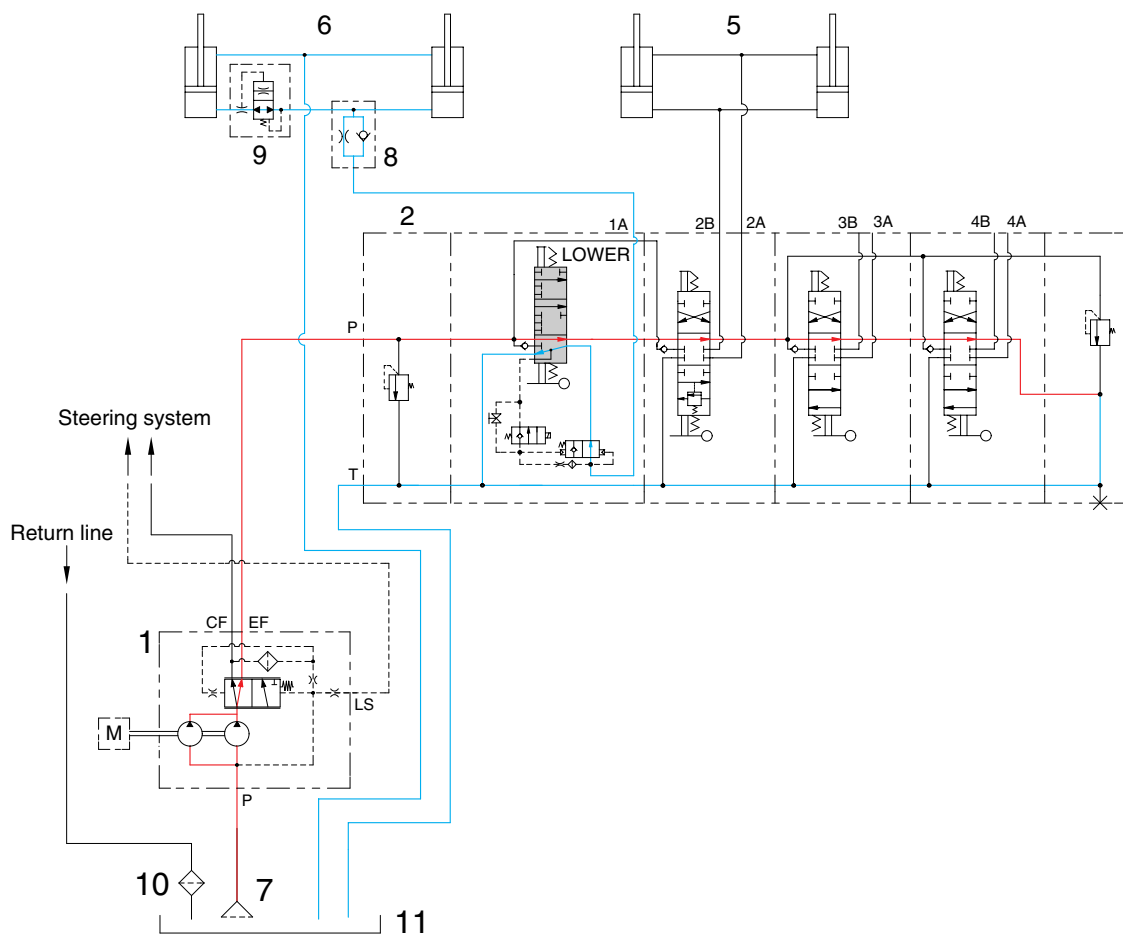 6
5
9
8
2
1A
2B
2A
3B
3A
4B
4A
LOWER
P
Steering system
T
Return line
1
CF
EF
LS
M
P
10
7
11